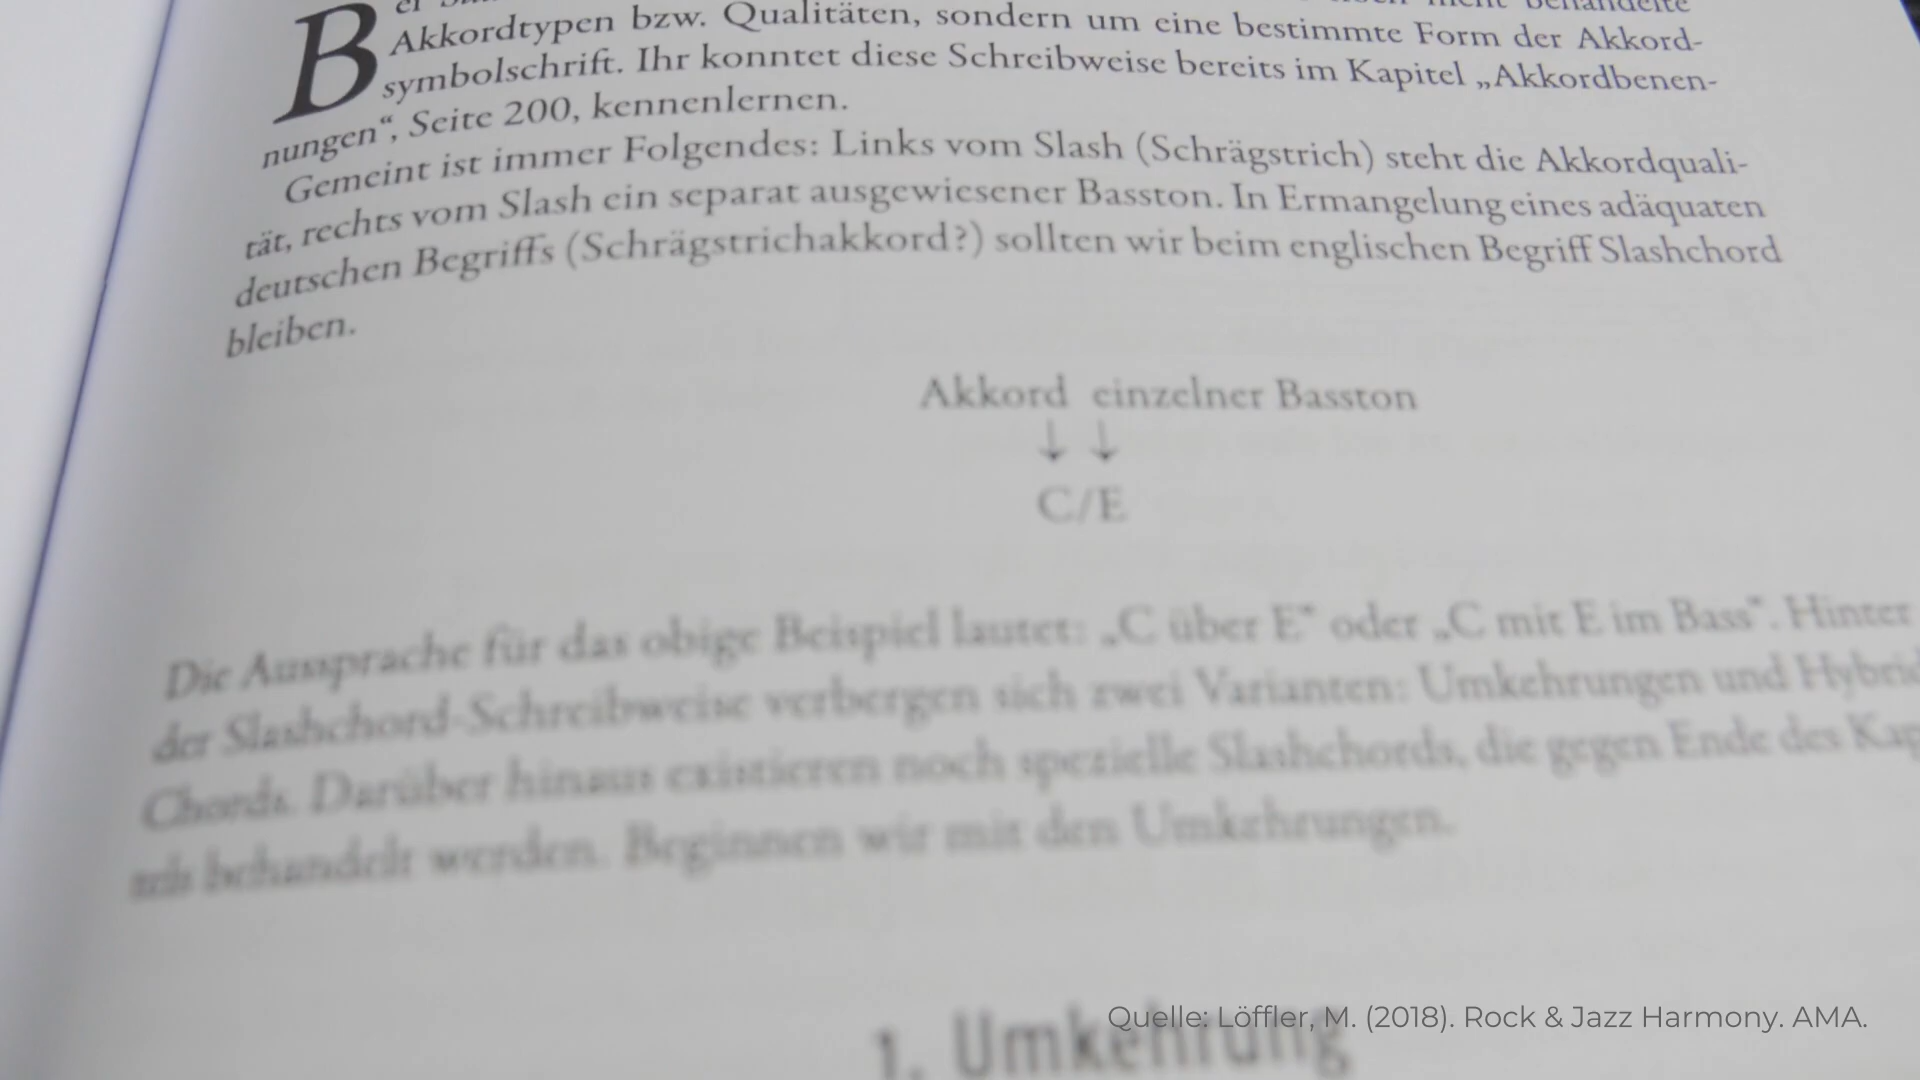 B
Akkordtypen bzw. Qualitäten, sondern um eine bestimmte Form der Akkord-
symbolschrift. Ihr konntet diese Schreibweise bereits im Kapitel „Akkordbenen-
nungen“, Seite 200, kennenlernen.
Gemeint ist immer Folgendes: Links vom Slash (Schrägstrich) steht die Akkordquali-
tät, rechts vom Slash ein separat ausgewiesener Basston. In Ermangelung eines adäquaten
deutschen Begriffs (Schrägstrichakkord?) sollten wir beim englischen Begriff Slashchord
bleiben.
Akkord einzelner Basston
↓ ↓
C/E
Die Aussprache für das obige Beispiel lautet: „C über E“ oder „C mit E im Bass“. Hinter
der Slashchord-Schreibweise verbergen sich zwei Varianten: Umkehrungen und Hybrid
Chords. Darüber hinaus existieren noch spezielle Slashchords, die gegen Ende des Kap
behandelt werden. Beginnen wir mit den Umkehrungen.
1. Umkehrung
Quelle: Löffler, M. (2018). Rock & Jazz Harmony. AMA.